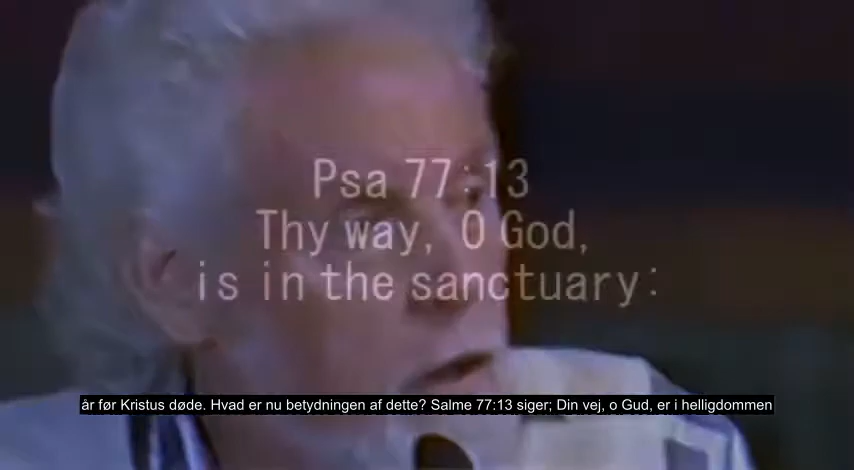 Psa 77:13
Thy way, O God,
is in the sanctuary:
år før Kristus døde. Hvad er nu betydningen af dette? Salme 77:13 siger; Din vej, o Gud, er i helligdommen